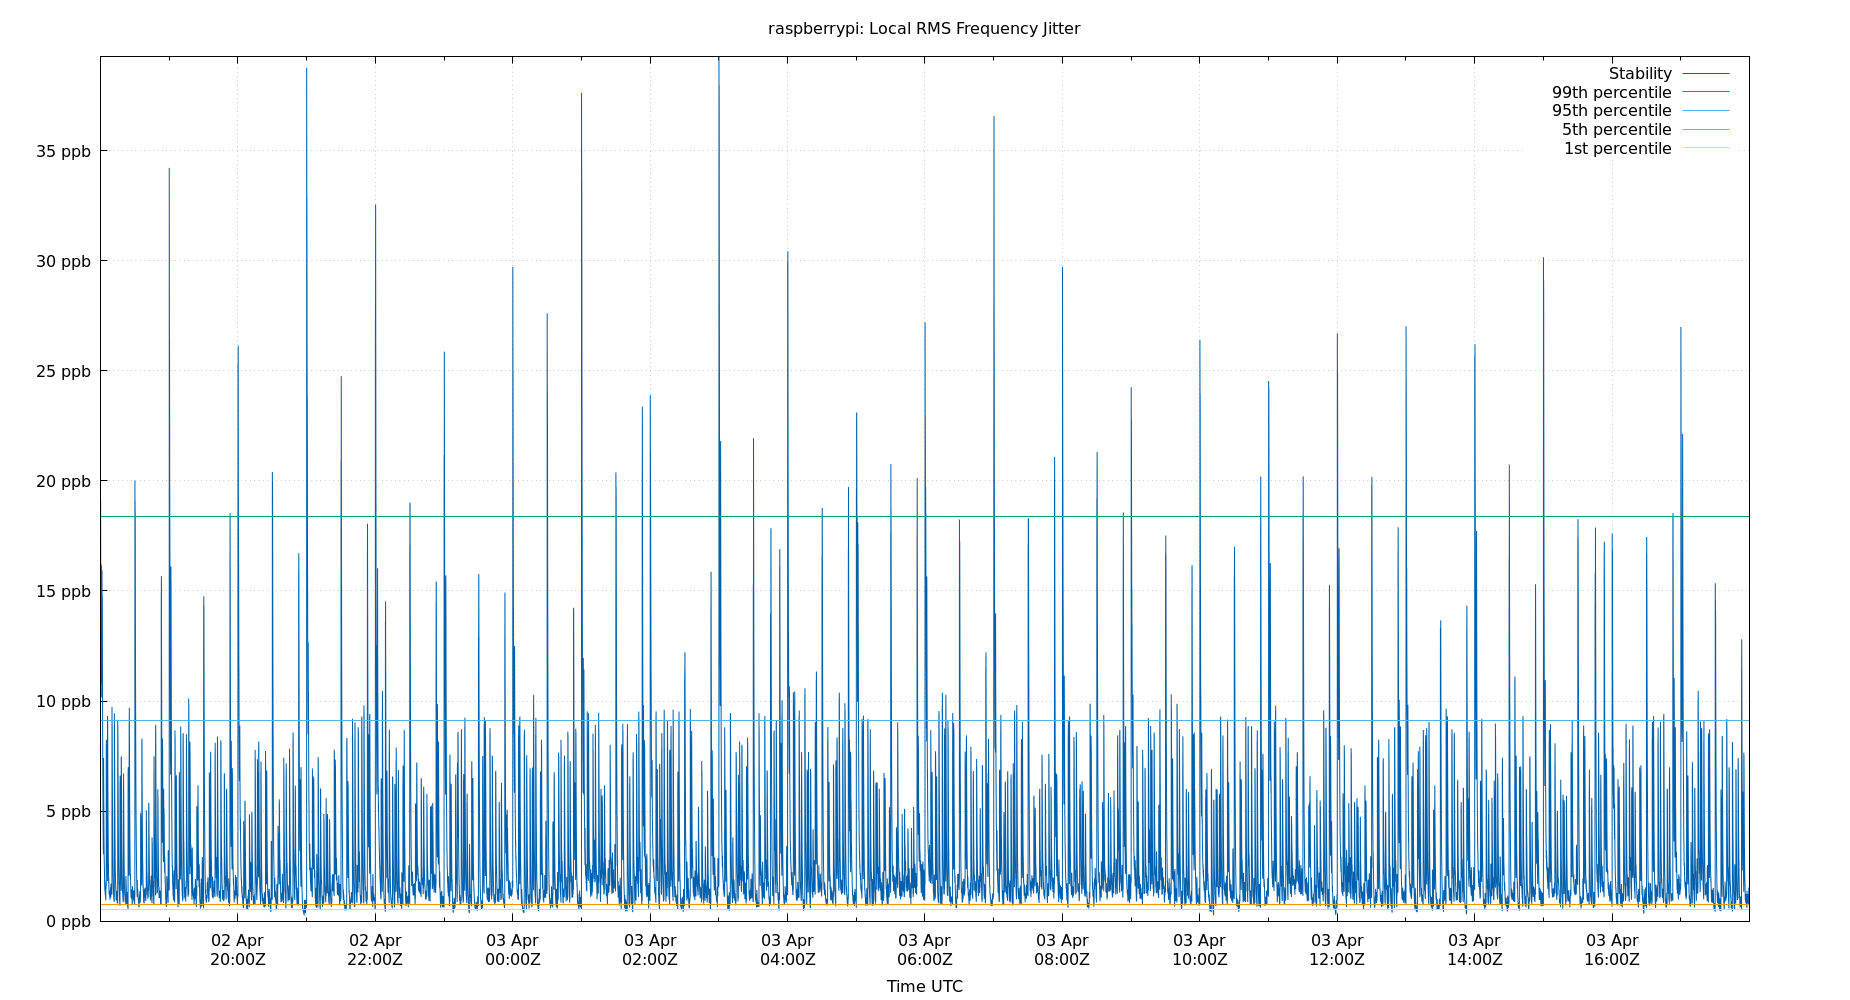 raspberrypi: Local RMS Frequency Jitter
Stability
99th percentile
95th percentile
5th percentile
1st percentile
35 ppb
30 ppb
25 ppb
20 ppb
15 ppb
10 ppb
5 ppb
0 ppb
02 Apr 02 Apr 03 Apr 03 Apr 03 Apr 03 Apr 03 Apr 03 Apr 03 Apr 03 Apr 03 Apr
20:00Z 22:00Z 00:00Z 02:00Z 04:00Z 06:00Z 08:00Z 10:00Z 12:00Z 14:00Z 16:00Z
Time UTC